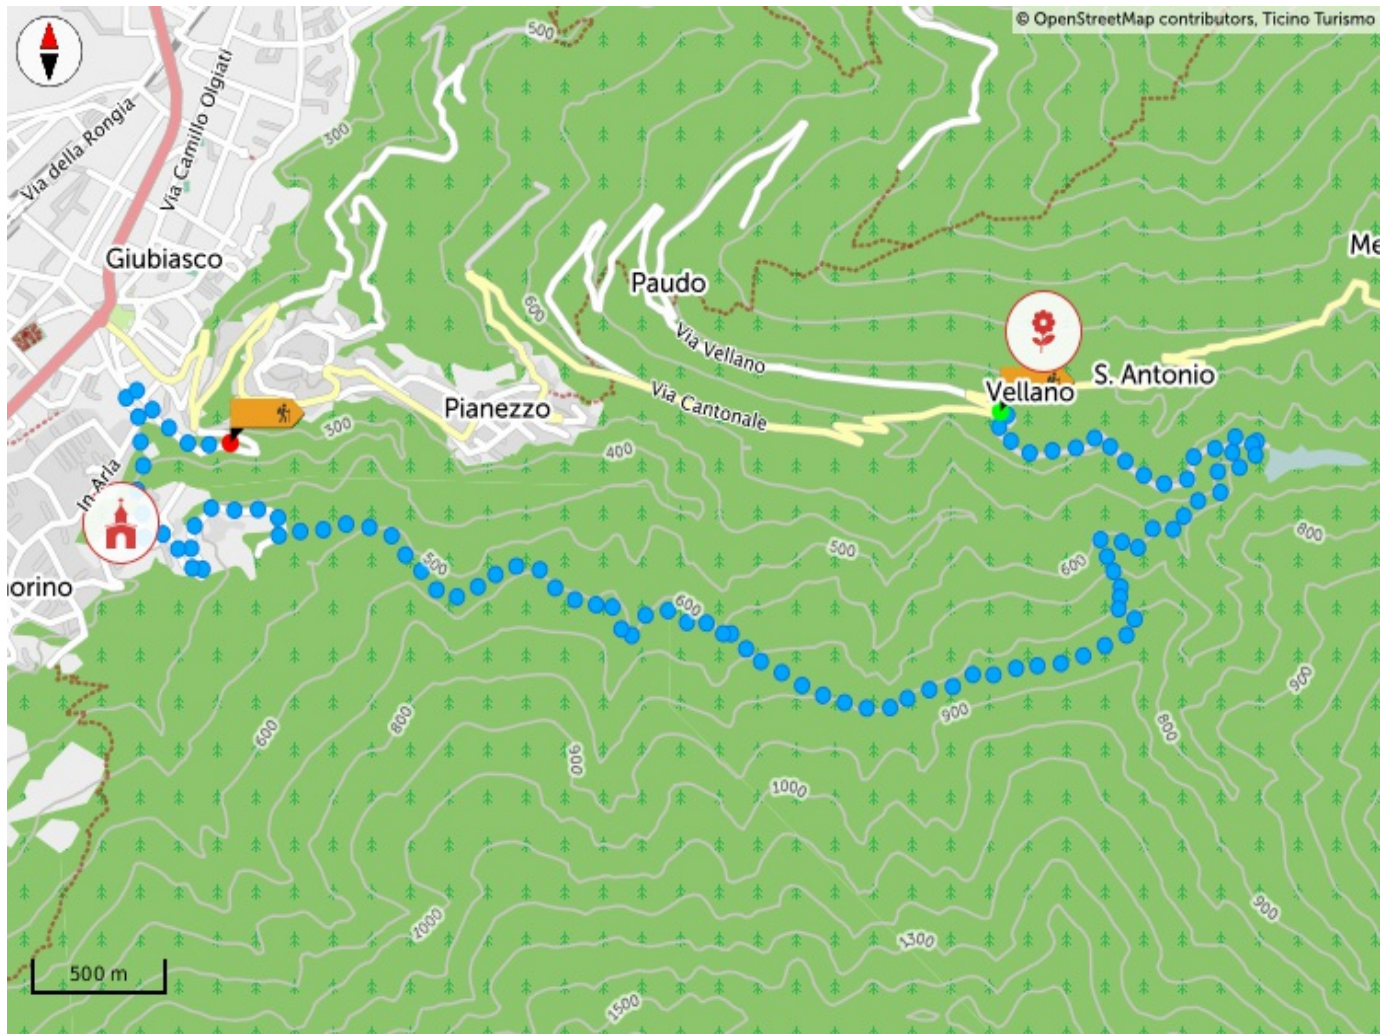 © OpenStreetMap contributors, Ticino Turismo
500
Via della Rongia
Via Camillo Olgiati
300
Giubiasco
Me
Paudo
600
Via Vellano
Via Cantonale
Vellano
S. Antonio
Pianezzo
300
400
In Arla
500
500
600
800
orino
600
600
800
900
900
600
800
900
1000
900
1000
1300
500 m
1500